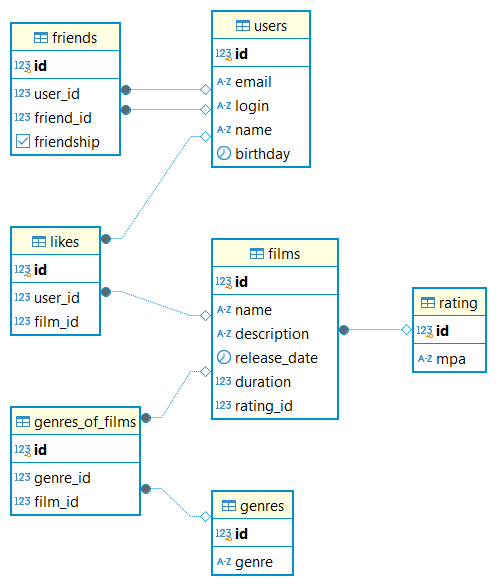 friends
123 id
123 user_id
123 friend_id
friendship
users
123 id
A-Z email
A-Z login
A-Z name
birthday
likes
123 id
123 user_id
123 film_id
films
123 id
A-Z name
A-Z description
release_date
123 duration
123 rating_id
rating
123 id
A-Z mpa
genres_of_films
123 id
123 genre_id
123 film_id
genres
123 id
A-Z genre